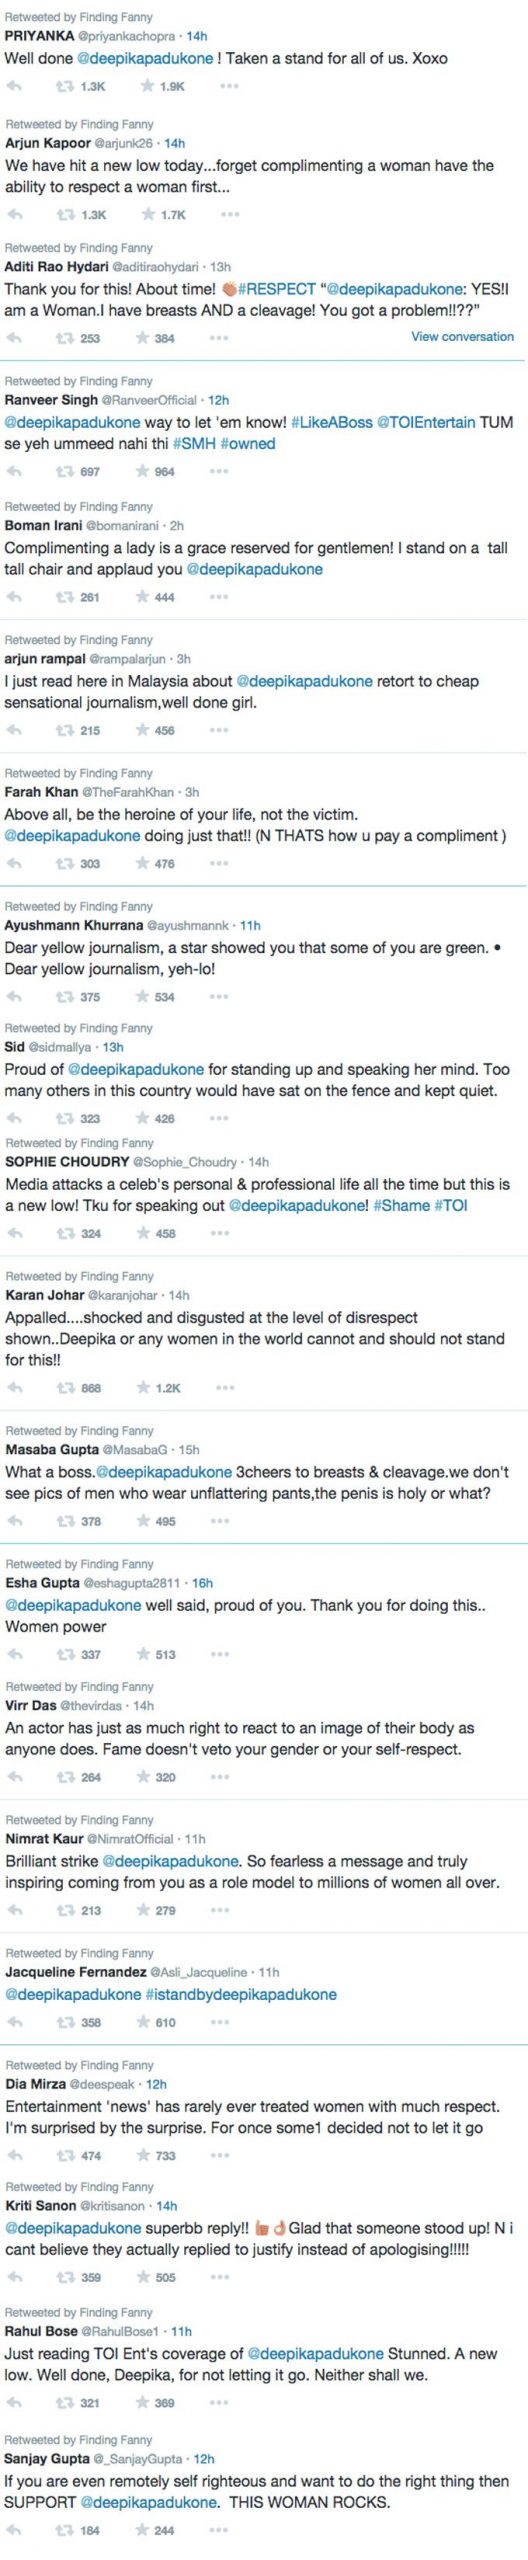 Retweeted by Finding Fanny
PRIYANKA @priyankachopra · 14h
Well done @deepikapadukone ! Taken a stand for all of us. Xoxo
1.3K 1.9K
Retweeted by Finding Fanny
Arjun Kapoor @arjunk26 · 14h
We have hit a new low today...forget complimenting a woman have the
ability to respect a woman first...
1.3K 1.7K
Retweeted by Finding Fanny
Aditi Rao Hydari @aditiraohydari · 13h
Thank you for this! About time! 👏#RESPECT “@deepikapadukone: YES!I
am a Woman.I have breasts AND a cleavage! You got a problem!!??”
253 384 View conversation
Retweeted by Finding Fanny
Ranveer Singh @RanveerOfficial · 12h
@deepikapadukone way to let 'em know! #LikeABoss @TOIEntertain TUM
se yeh ummeed nahi thi #SMH #owned
697 964
Retweeted by Finding Fanny
Boman Irani @bomanirani · 2h
Complimenting a lady is a grace reserved for gentlemen! I stand on a tall
tall chair and applaud you @deepikapadukone
261 444
Retweeted by Finding Fanny
arjun rampal @rampalarjun · 3h
I just read here in Malaysia about @deepikapadukone retort to cheap
sensational journalism,well done girl.
215 456
Retweeted by Finding Fanny
Farah Khan @TheFarahKhan · 3h
Above all, be the heroine of your life, not the victim.
@deepikapadukone doing just that!! (N THATS how u pay a compliment )
303 476
Retweeted by Finding Fanny
Ayushmann Khurrana @ayushmannk · 11h
Dear yellow journalism, a star showed you that some of you are green. •
Dear yellow journalism, yeh-lo!
375 534
Retweeted by Finding Fanny
Sid @sidmallya · 13h
Proud of @deepikapadukone for standing up and speaking her mind. Too
many others in this country would have sat on the fence and kept quiet.
323 426
Retweeted by Finding Fanny
SOPHIE CHOUDRY @Sophie_Choudry · 14h
Media attacks a celeb's personal & professional life all the time but this is
a new low! Tku for speaking out @deepikapadukone! #Shame #TOI
324 458
Retweeted by Finding Fanny
Karan Johar @karanjohar · 14h
Appalled....shocked and disgusted at the level of disrespect
shown..Deepika or any women in the world cannot and should not stand
for this!!
868 1.2K
Retweeted by Finding Fanny
Masaba Gupta @MasabaG · 15h
What a boss.@deepikapadukone 3cheers to breasts & cleavage.we don't
see pics of men who wear unflattering pants,the penis is holy or what?
378 495
Retweeted by Finding Fanny
Esha Gupta @eshagupta2811 · 16h
@deepikapadukone well said, proud of you. Thank you for doing this..
Women power
337 513
Retweeted by Finding Fanny
Virr Das @thevirdas · 14h
An actor has just as much right to react to an image of their body as
anyone does. Fame doesn't veto your gender or your self-respect.
264 320
Retweeted by Finding Fanny
Nimrat Kaur @NimratOfficial · 11h
Brilliant strike @deepikapadukone. So fearless a message and truly
inspiring coming from you as a role model to millions of women all over.
213 279
Retweeted by Finding Fanny
Jacqueline Fernandez @Asli_Jacqueline · 11h
@deepikapadukone #istandbydeepikapadukone
358 610
Retweeted by Finding Fanny
Dia Mirza @deespeak · 12h
Entertainment 'news' has rarely ever treated women with much respect.
I'm surprised by the surprise. For once some1 decided not to let it go
474 733
Retweeted by Finding Fanny
Kriti Sanon @kritisanon · 14h
@deepikapadukone superbb reply!! 👍👌Glad that someone stood up! N i
cant believe they actually replied to justify instead of apologising!!!!!
359 505
Retweeted by Finding Fanny
Rahul Bose @RahulBose1 · 11h
Just reading TOI Ent's coverage of @deepikapadukone Stunned. A new
low. Well done, Deepika, for not letting it go. Neither shall we.
321 369
Retweeted by Finding Fanny
Sanjay Gupta @_SanjayGupta · 12h
If you are even remotely self righteous and want to do the right thing then
SUPPORT @deepikapadukone. THIS WOMAN ROCKS.
184 244